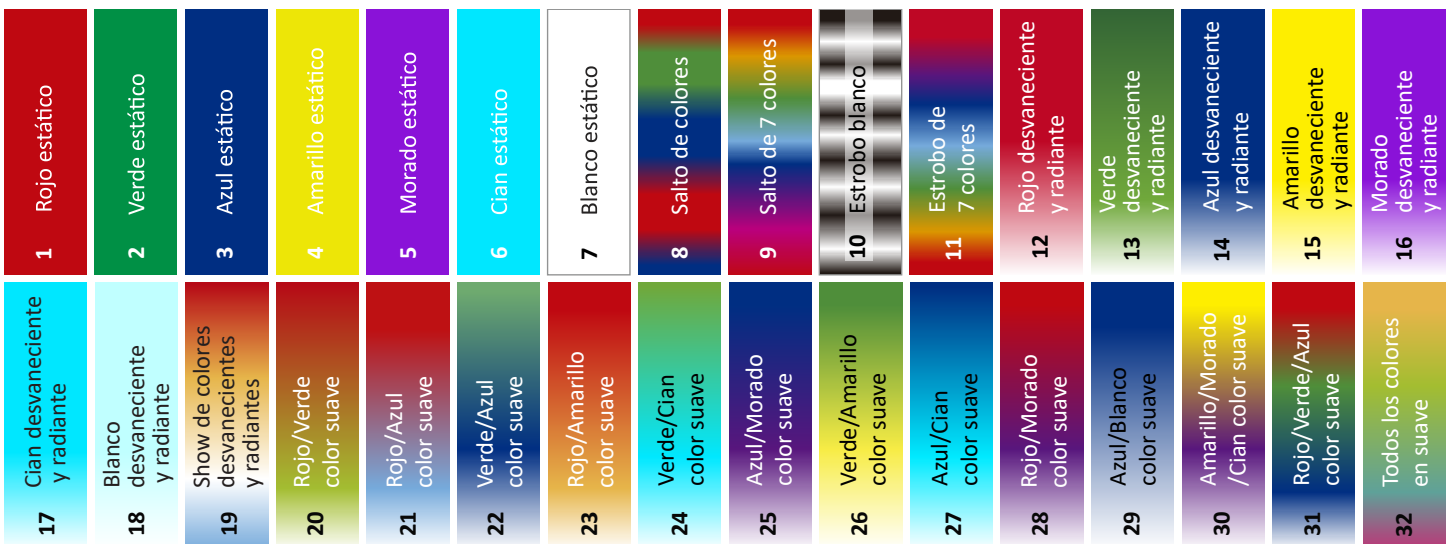 1 Rojo estático
2 Verde estático
3 Azul estático
4 Amarillo estático
5 Morado estático
6 Cian estático
7 Blanco estático
8 Salto de colores
9 Salto de 7 colores
10 Estrobo blanco
11 Estrobo de
7 colores
12 Rojo desvaneciente
y radiante
13 Verde
desvaneciente
y radiante
14 Azul desvaneciente
y radiante
15 Amarillo
desvaneciente
y radiante
16 Morado
desvaneciente
y radiante
17 Cian desvaneciente
y radiante
18 Blanco
desvaneciente
y radiante
19 Show de colores
desvanecientes
y radiantes
20 Rojo/Verde
color suave
21 Rojo/Azul
color suave
22 Verde/Azul
color suave
23 Rojo/Amarillo
color suave
24 Verde/Cian
color suave
25 Azul/Morado
color suave
26 Verde/Amarillo
color suave
27 Azul/Cian
color suave
28 Rojo/Morado
color suave
29 Azul/Blanco
color suave
30 Amarillo/Morado
/Cian color suave
31 Rojo/Verde/Azul
color suave
32 Todos los colores
en suave